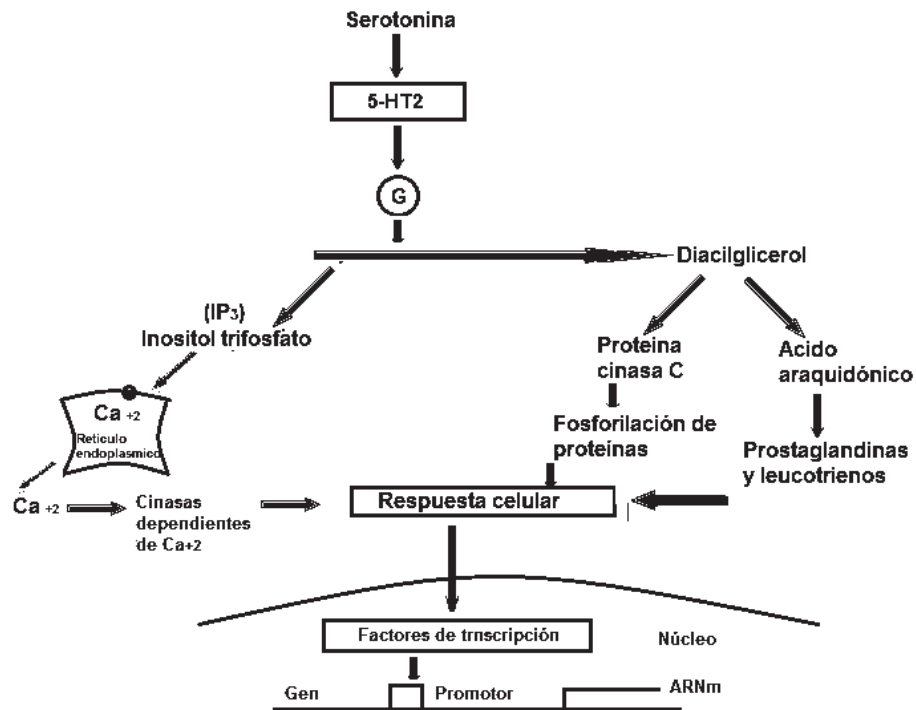 Serotonina
5-HT2
G
Diacilglicerol
(IP3)
Inositol trifosfato
Proteina
cinasa C
Acido
araquidónico
Ca +2
Reticulo
endoplasmico
Fosforilación de
proteinas
Prostaglandinas
y leucotrienos
Ca +2
Cinasas
dependientes
de Ca+2
Respuesta celular
Factores de trnscripción
Núcleo
Gen
Promotor
ARNm